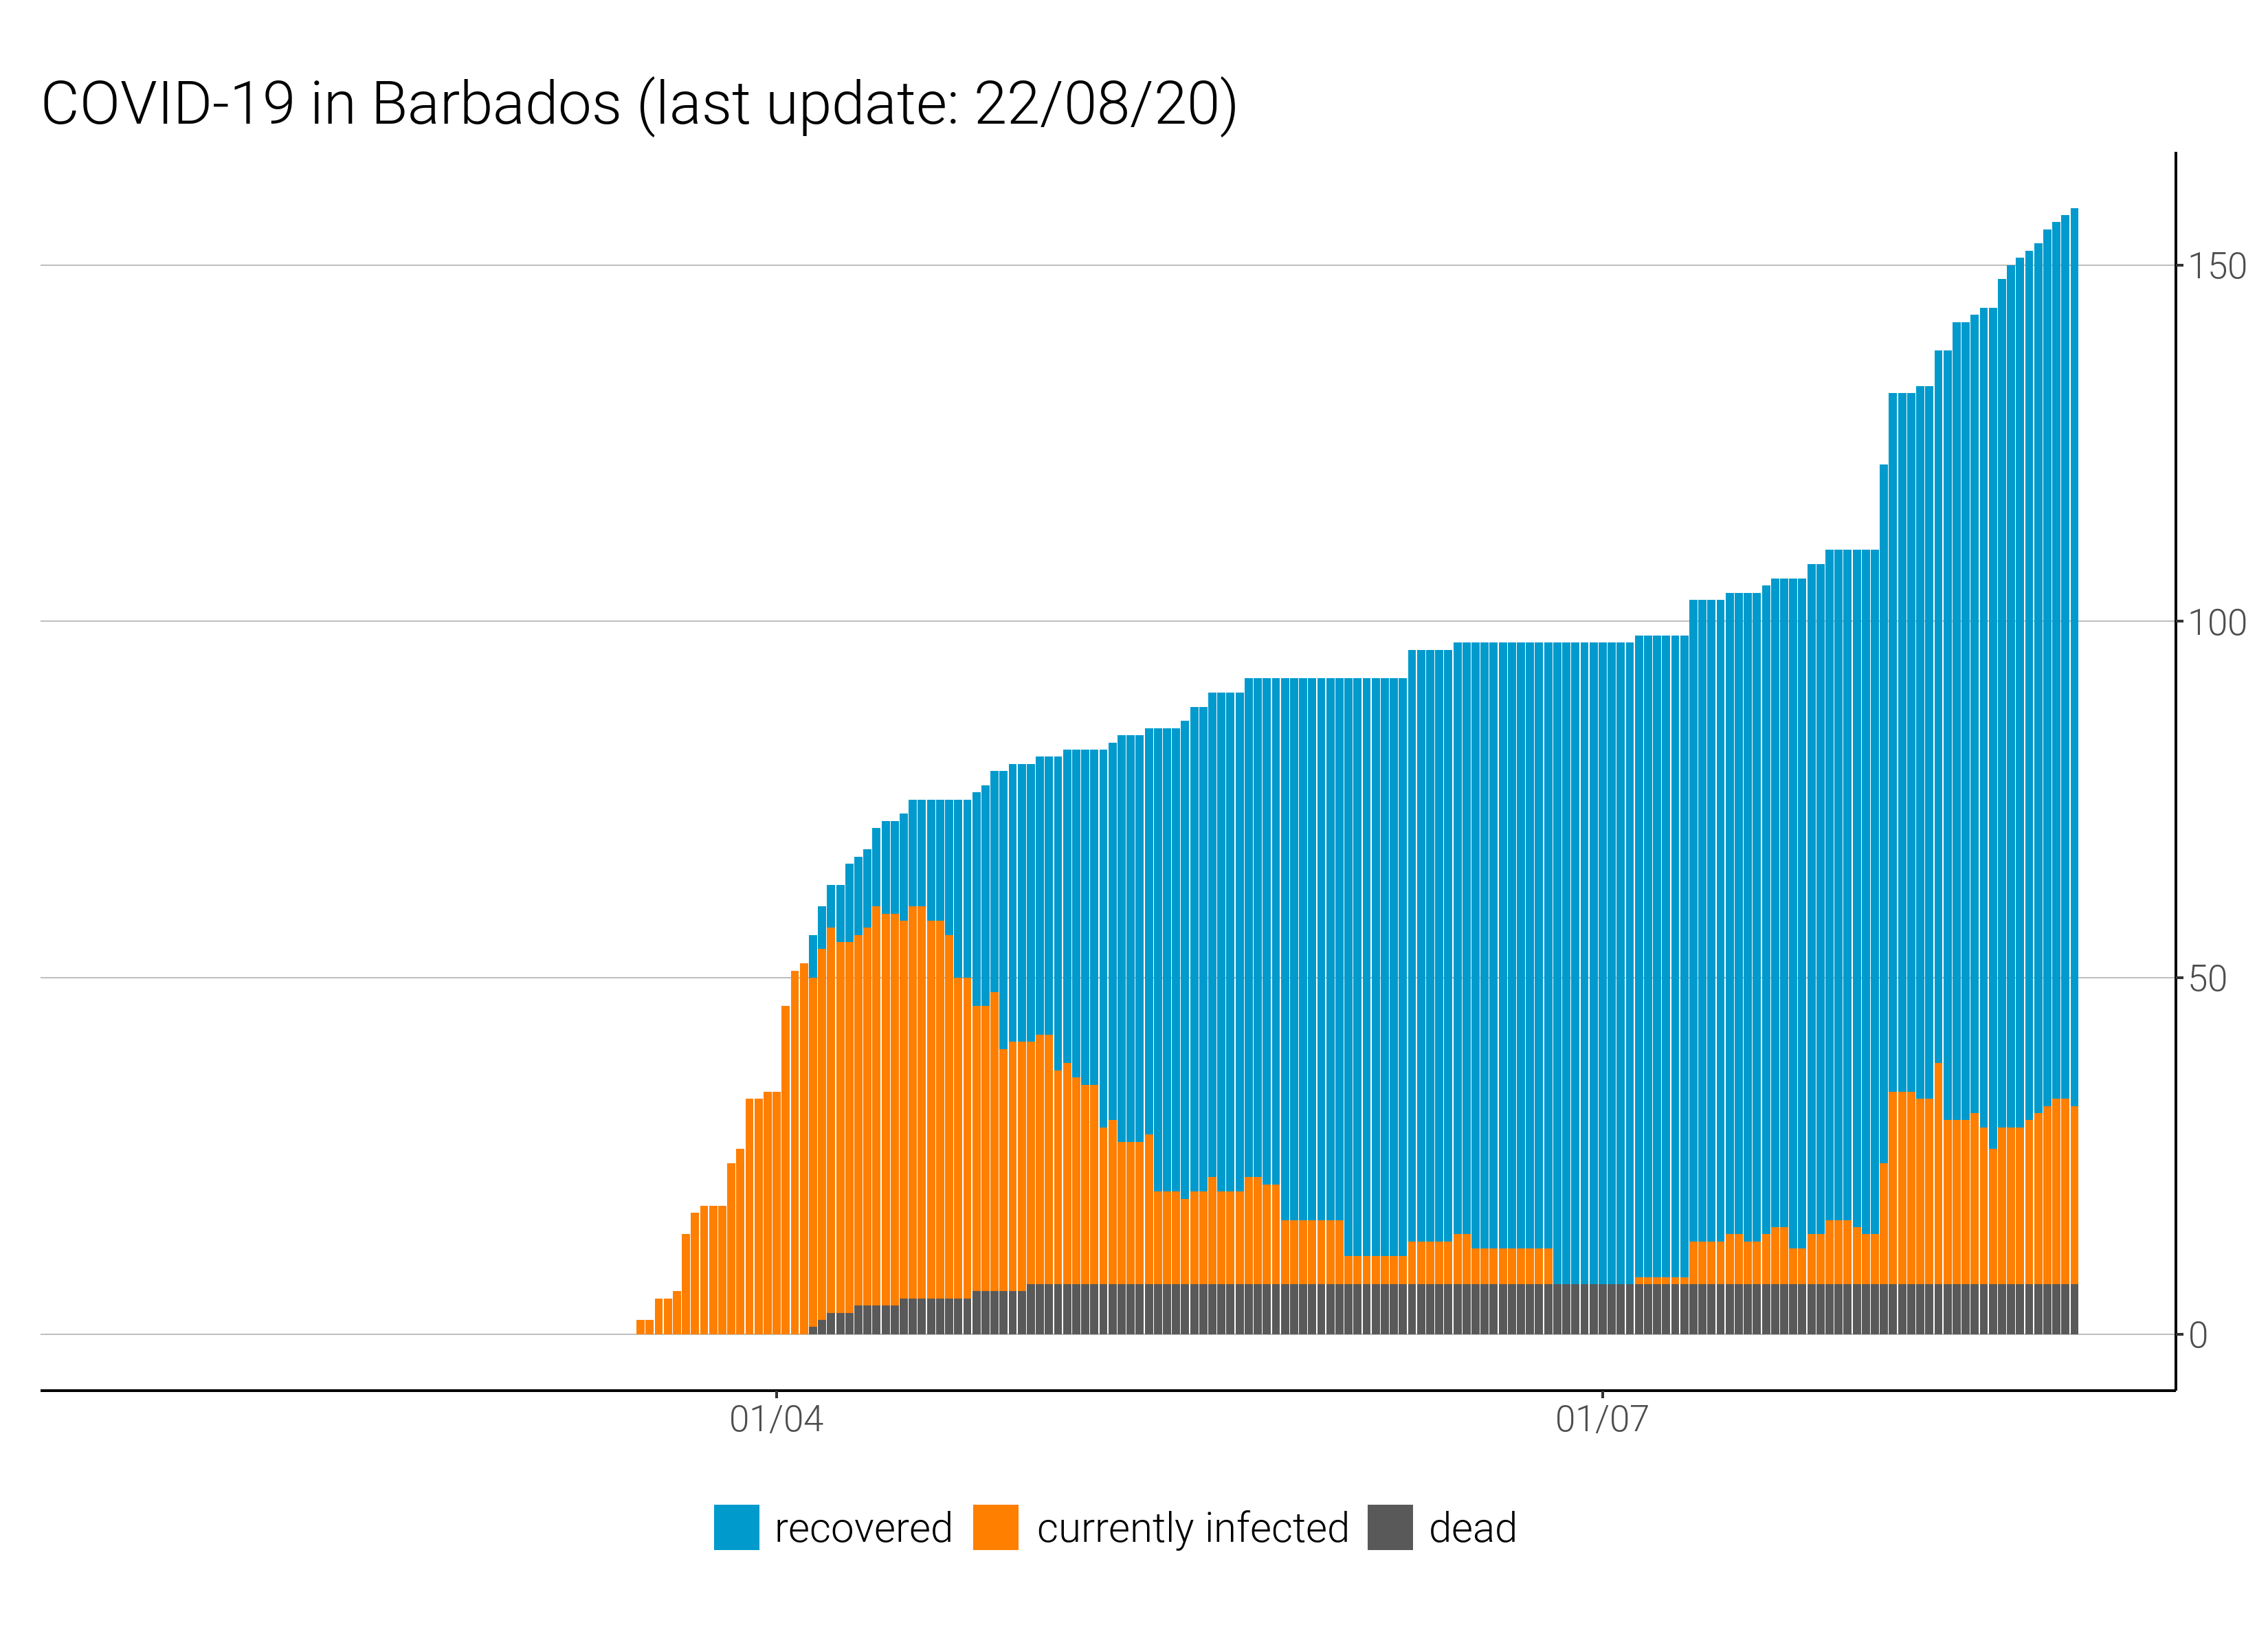 COVID-19 in Barbados (last update: 22/08/20)
150
100
50
0
01/04 01/07
recovered currently infected dead